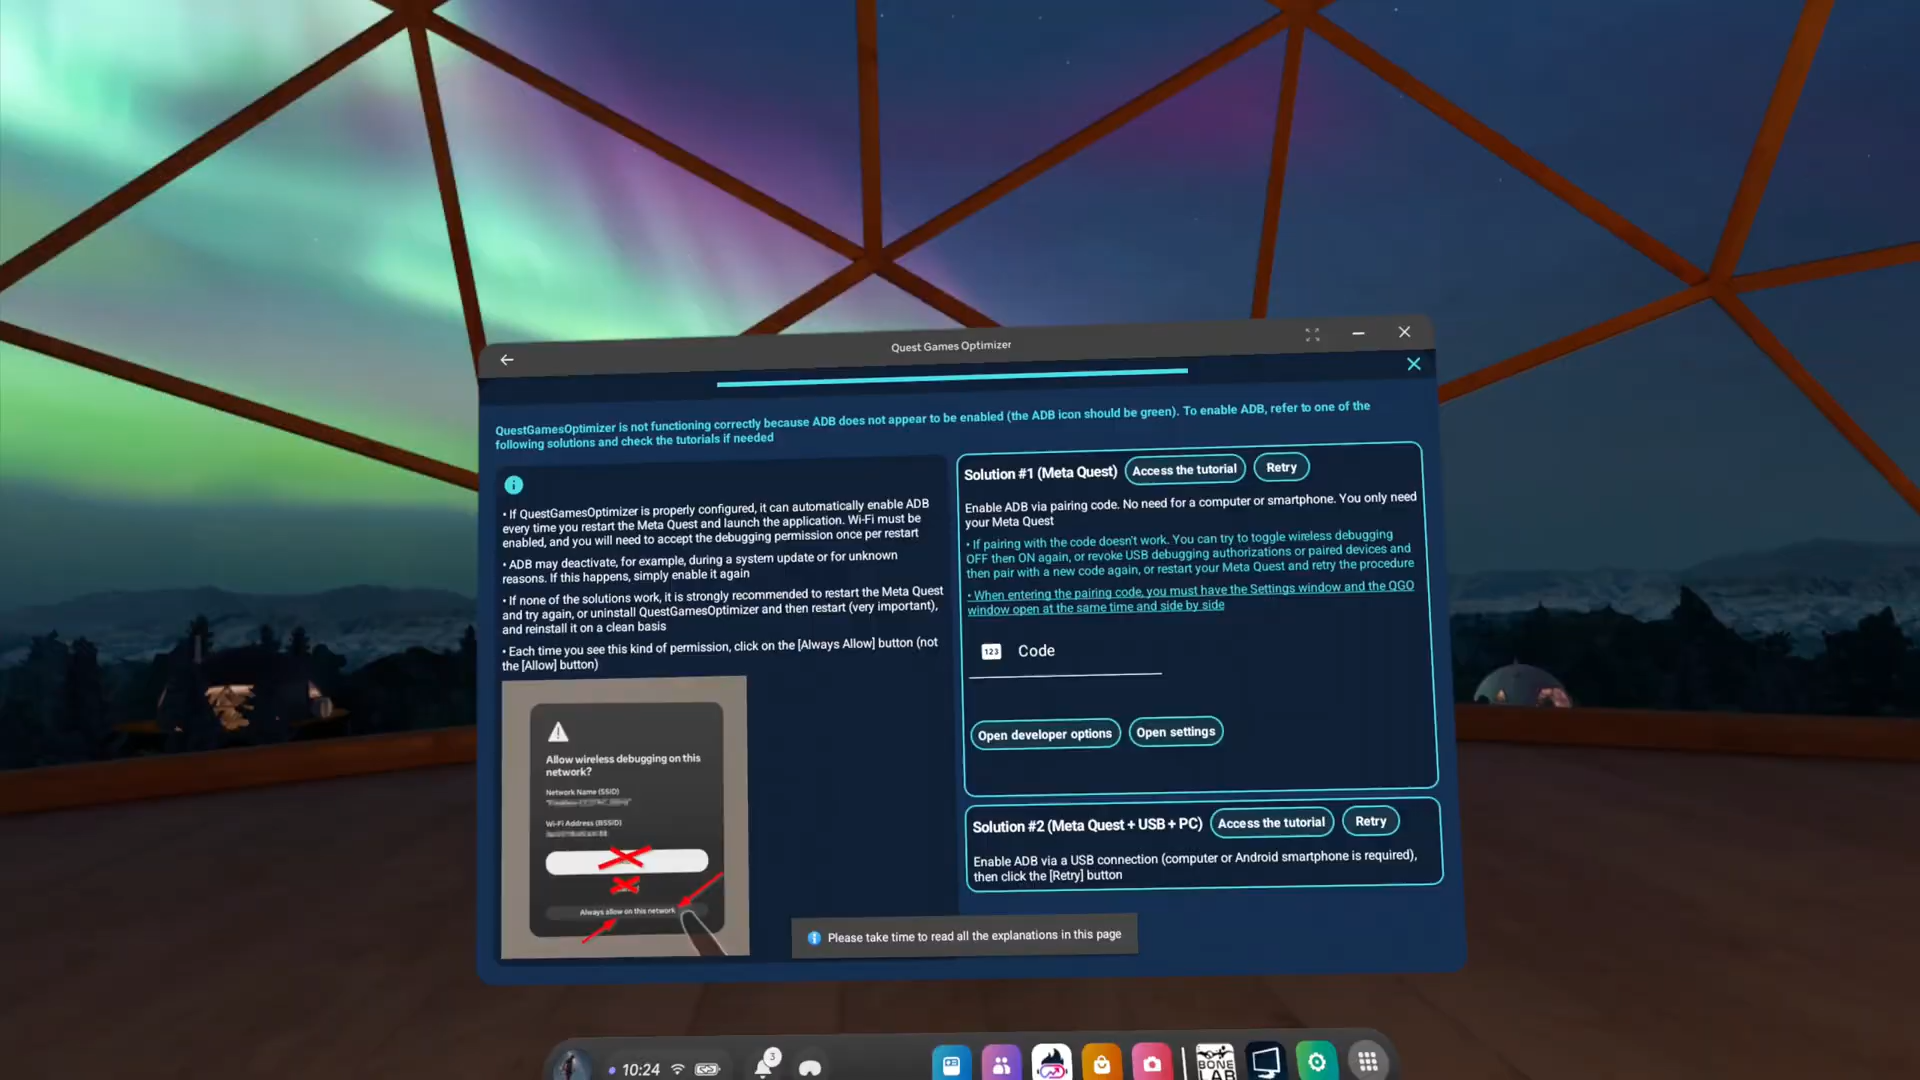 Quest Games Optimizer
QuestGamesOptimizer is not functioning correctly because ADB does not appear to be enabled (the ADB icon should be green). To enable ADB, refer to one of the
following solutions and check the tutorials if needed
• If QuestGamesOptimizer is properly configured, it can automatically enable ADB
every time you restart the Meta Quest and launch the application. Wi-Fi must be
enabled, and you will need to accept the debugging permission once per restart
• ADB may deactivate, for example, during a system update or for unknown
reasons. If this happens, simply enable it again
• If none of the solutions work, it is strongly recommended to restart the Meta Quest
and try again, or uninstall QuestGamesOptimizer and then restart (very important),
and reinstall it on a clean basis
• Each time you see this kind of permission, click on the [Always Allow] button (not
the [Allow] button)
Allow wireless debugging on this
network?
Network Name (SSID)
Wi-Fi Address (BSSID)
Always allow on this network
Solution #1 (Meta Quest)
Access the tutorial
Retry
Enable ADB via pairing code. No need for a computer or smartphone. You only need
your Meta Quest
• If pairing with the code doesn't work. You can try to toggle wireless debugging
OFF then ON again, or revoke USB debugging authorizations or paired devices and
then pair with a new code again, or restart your Meta Quest and retry the procedure
• When entering the pairing code, you must have the Settings window and the QGO
window open at the same time and side by side
123 Code
Open developer options
Open settings
Solution #2 (Meta Quest + USB + PC)
Access the tutorial
Retry
Enable ADB via a USB connection (computer or Android smartphone is required),
then click the [Retry] button
Please take time to read all the explanations in this page
10:24
3
BONE
LAB